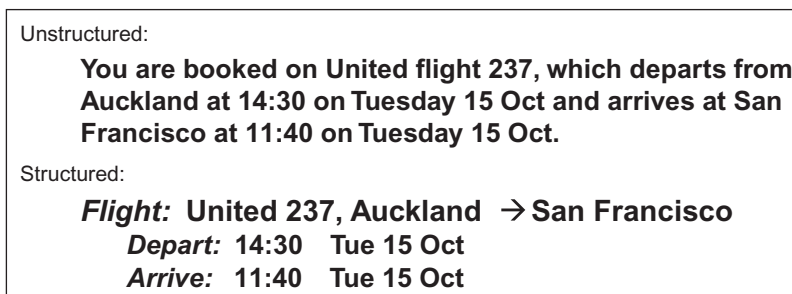 Unstructured:
You are booked on United flight 237, which departs from
Auckland at 14:30 on Tuesday 15 Oct and arrives at San
Francisco at 11:40 on Tuesday 15 Oct.
Structured:
Flight: United 237, Auckland → San Francisco
Depart: 14:30 Tue 15 Oct
Arrive: 11:40 Tue 15 Oct